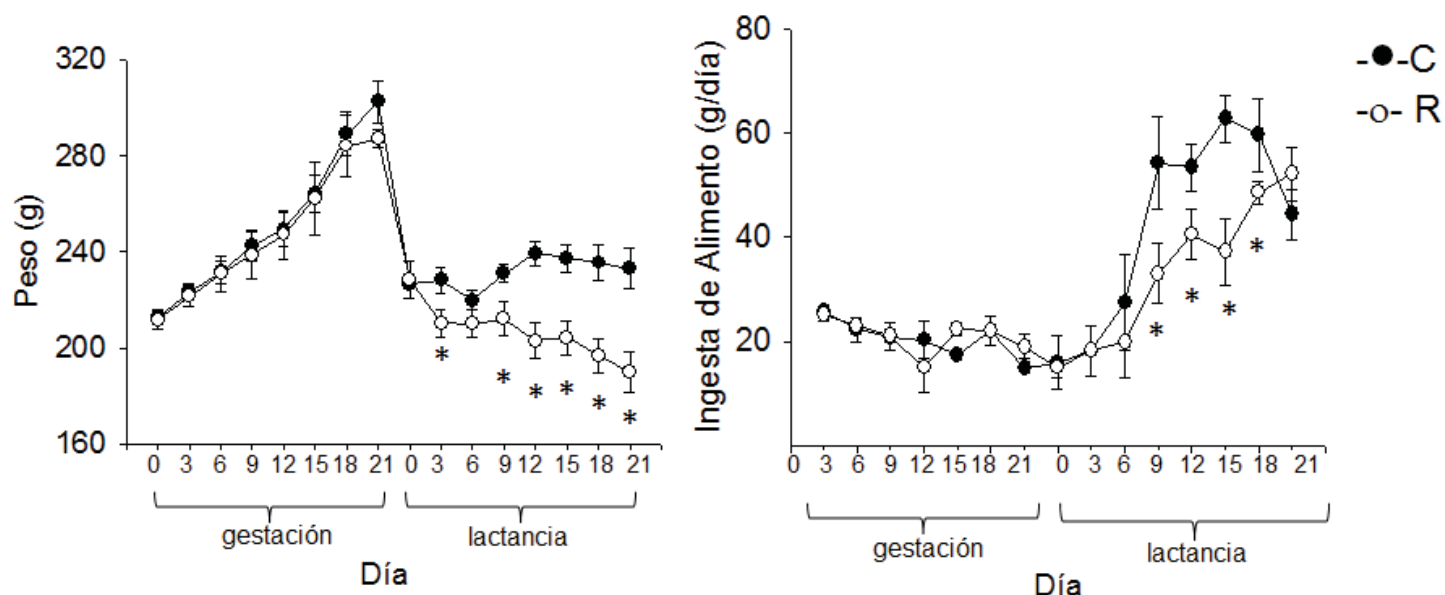 320
280
240
200
160
Peso (g)
0 3 6 9 12 15 18 21 0 3 6 9 12 15 18 21
gestación
lactancia
Día
*
*
*
*
*
*
80
60
40
20
Ingesta de Alimento (g/día)
0 3 6 9 12 15 18 21 0 3 6 9 12 15 18 21
gestación
lactancia
Día
*
*
*
*
-●-C
-o- R